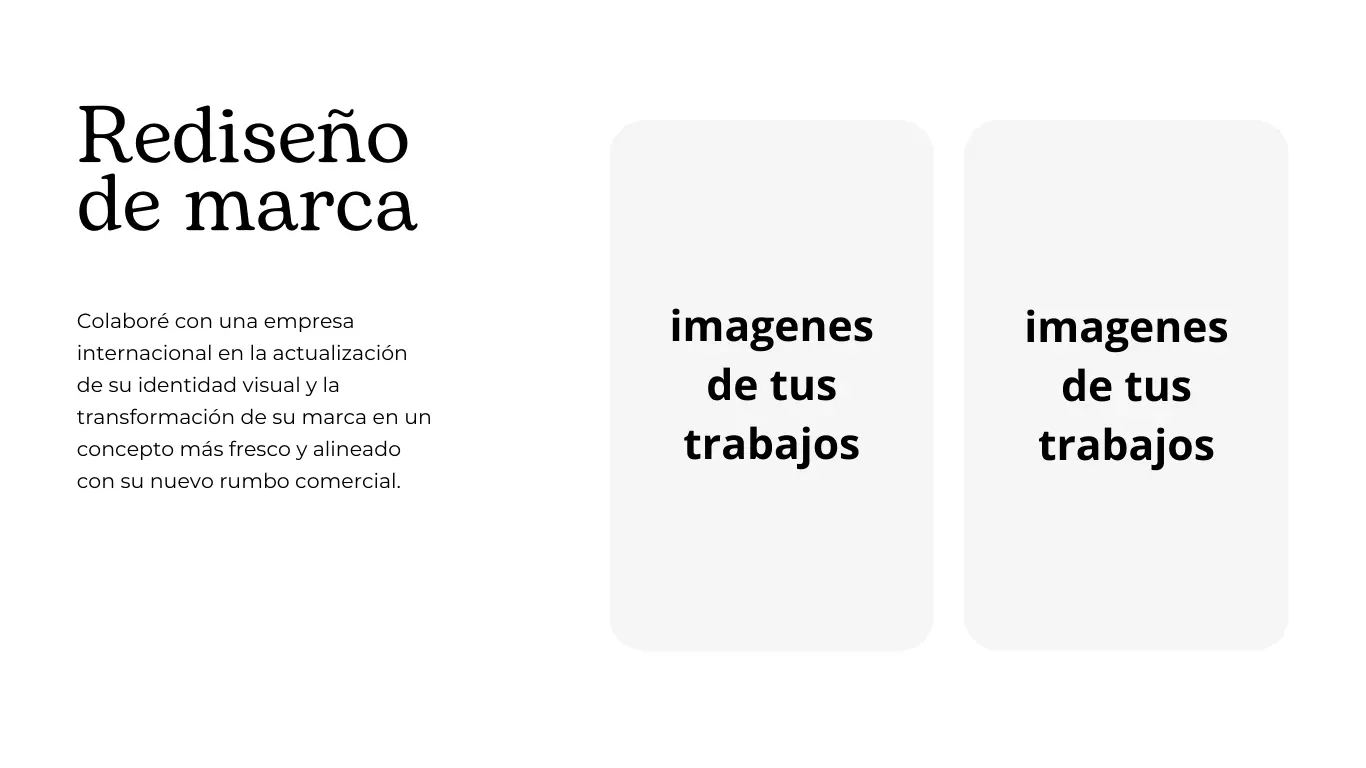 Rediseño
de marca
Colaboré con una empresa
internacional en la actualización
de su identidad visual y la
transformación de su marca en un
concepto más fresco y alineado
con su nuevo rumbo comercial.
imagenes
de tus
trabajos
imagenes
de tus
trabajos